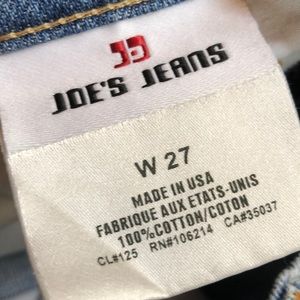 JOE'S JEANS
W 27
MADE IN USA
FABRIQUE AUX ETATS-UNIS
100%COTTON/COTON
CL#125 RN#106214 CA#35037